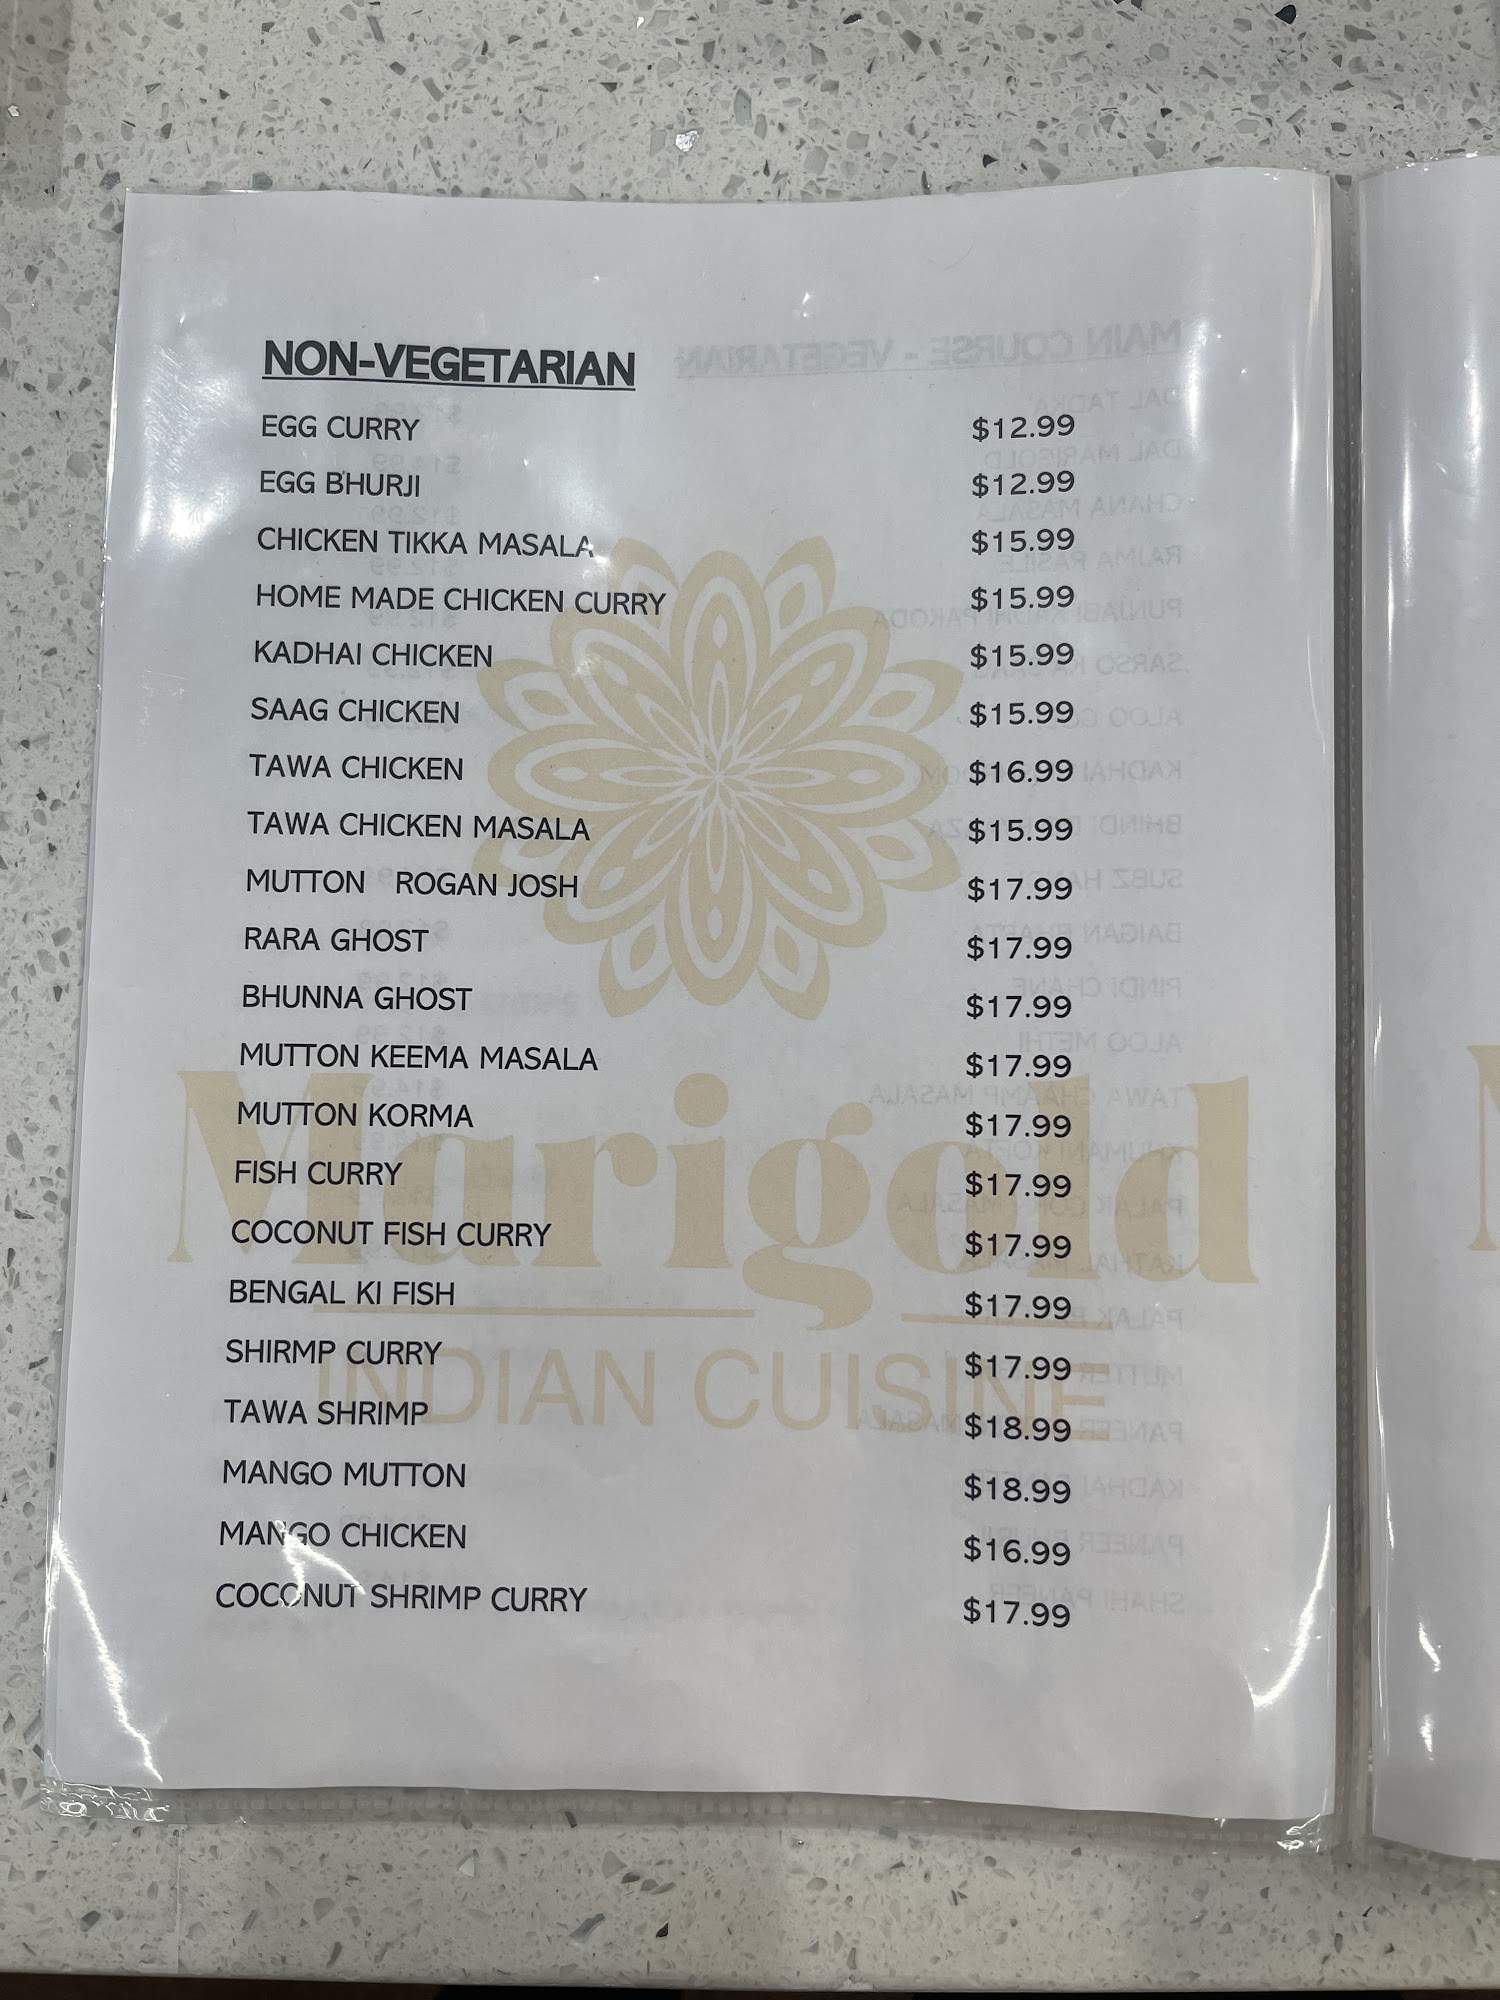 NON-VEGETARIAN
EGG CURRY $12.99
EGG BHURJI $12.99
CHICKEN TIKKA MASALA $15.99
HOME MADE CHICKEN CURRY $15.99
KADHAI CHICKEN $15.99
SAAG CHICKEN $15.99
TAWA CHICKEN $16.99
TAWA CHICKEN MASALA $15.99
MUTTON ROGAN JOSH $17.99
RARA GHOST $17.99
BHUNNA GHOST $17.99
MUTTON KEEMA MASALA $17.99
MUTTON KORMA $17.99
FISH CURRY $17.99
COCONUT FISH CURRY $17.99
BENGAL KI FISH $17.99
SHIRMP CURRY $17.99
TAWA SHRIMP $18.99
MANGO MUTTON $18.99
MANGO CHICKEN $16.99
COCONUT SHRIMP CURRY $17.99
Marigold
INDIAN CUISINE